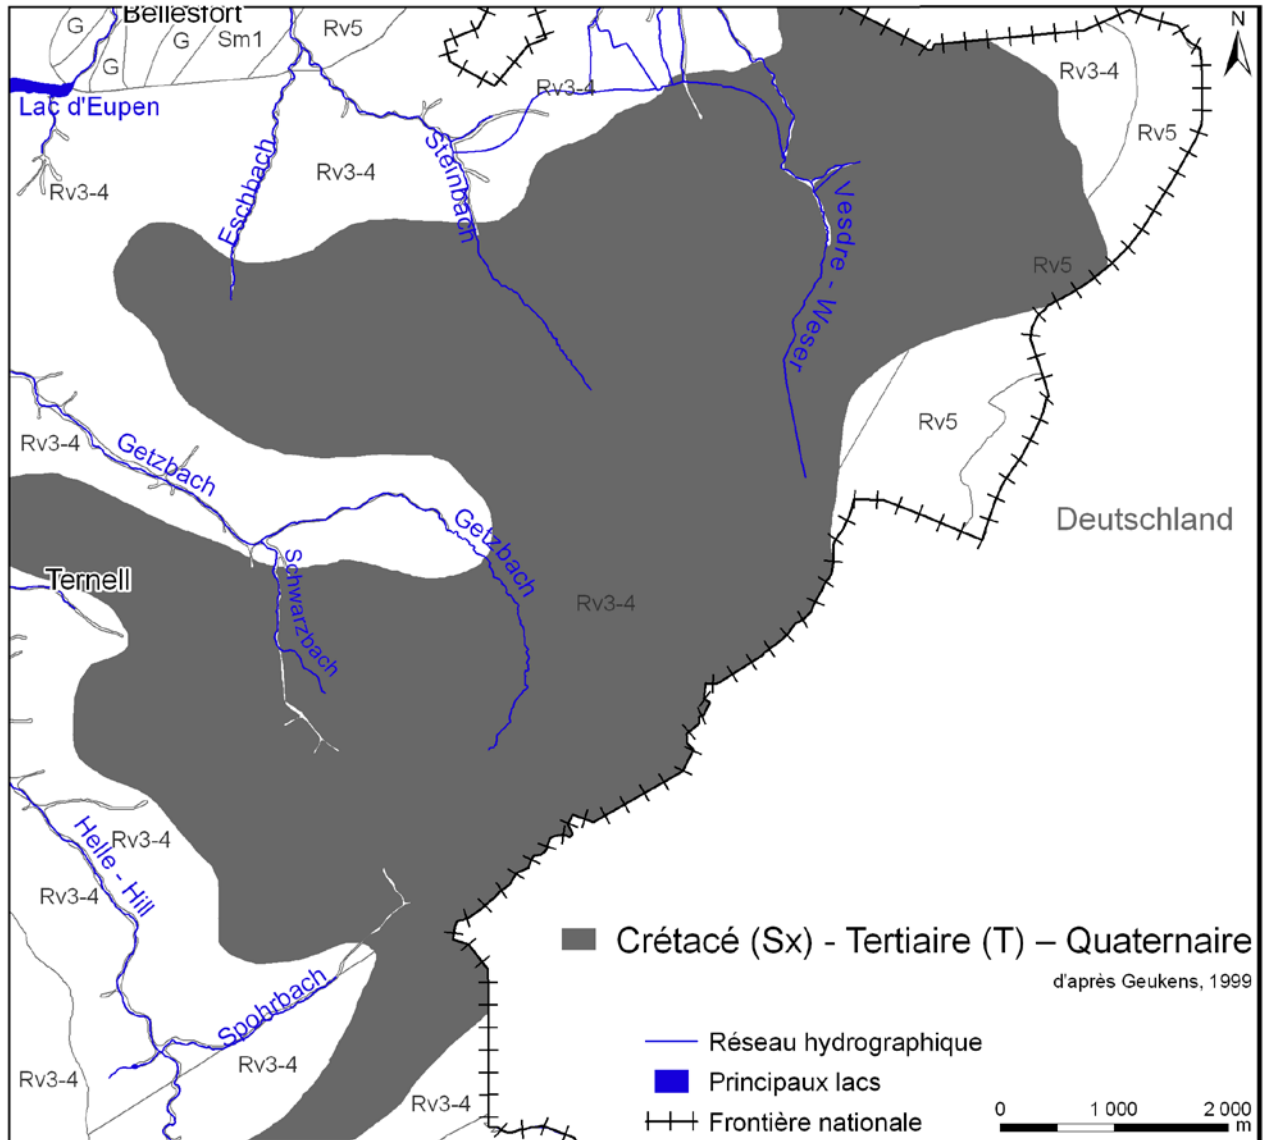 Bellesfort
N
G
G
Sm1
Rv5
G
Rv3-4
Rv3-4
Lac d'Eupen
Rv5
Eschbach
Steinbach
Rv3-4
Rv3-4
Vesdre - Weser
Rv5
Rv5
Rv3-4
Getzbach
Getzbach
Deutschland
Schwarzbach
Ternell
Rv3-4
Helle - Hill
Rv3-4
Rv3-4
Crétacé (Sx) - Tertiaire (T) – Quaternaire
d'après Geukens, 1999
Spohrbach
Réseau hydrographique
Rv3-4
Rv3-4
Principaux lacs
Rv3-4
Frontière nationale
0 1 000 2 000
m